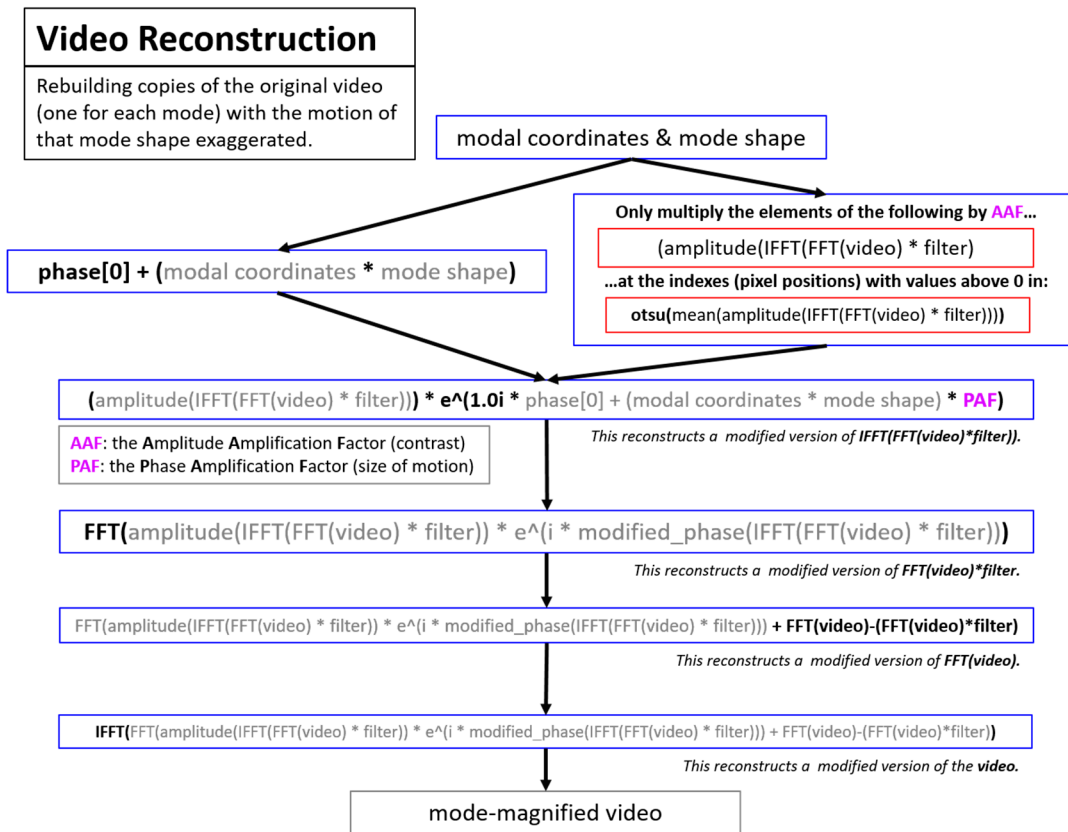 Video Reconstruction
Rebuilding copies of the original video
(one for each mode) with the motion of
that mode shape exaggerated.
modal coordinates & mode shape
Only multiply the elements of the following by AAF...
(amplitude(IFFT(FFT(video) * filter)
...at the indexes (pixel positions) with values above 0 in:
otsu(mean(amplitude(IFFT(FFT(video) * filter))))
phase[0] + (modal coordinates * mode shape)
(amplitude(IFFT(FFT(video) * filter))) * e^(1.0i * phase[0] + (modal coordinates * mode shape) * PAF)
This reconstructs a modified version of IFFT(FFT(video)*filter)).
AAF: the Amplitude Amplification Factor (contrast)
PAF: the Phase Amplification Factor (size of motion)
FFT(amplitude(IFFT(FFT(video) * filter)) * e^(i * modified_phase(IFFT(FFT(video) * filter)))
This reconstructs a modified version of FFT(video)*filter.
FFT(amplitude(IFFT(FFT(video) * filter)) * e^(i * modified_phase(IFFT(FFT(video) * filter))) + FFT(video)-(FFT(video)*filter)
This reconstructs a modified version of FFT(video).
IFFT(FFT(amplitude(IFFT(FFT(video) * filter)) * e^(i * modified_phase(IFFT(FFT(video) * filter))) + FFT(video)-(FFT(video)*filter))
This reconstructs a modified version of the video.
mode-magnified video